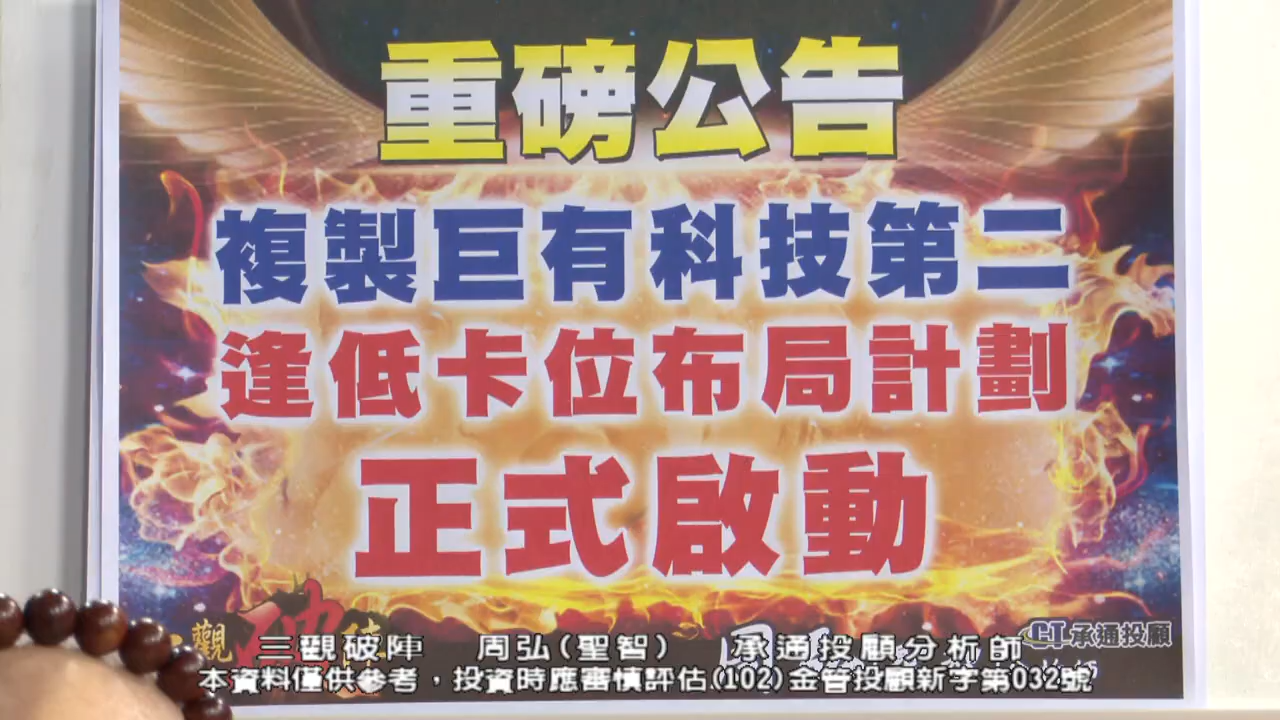 重磅公告
複製巨有科技第二
逢低卡位布局計劃
正式啟動
CT承通投顧
三觀破陣 周弘(聖智) 承通投顧分析師
本資料僅供參考,投資時應審慎評估(102)金管投顧新字第032號